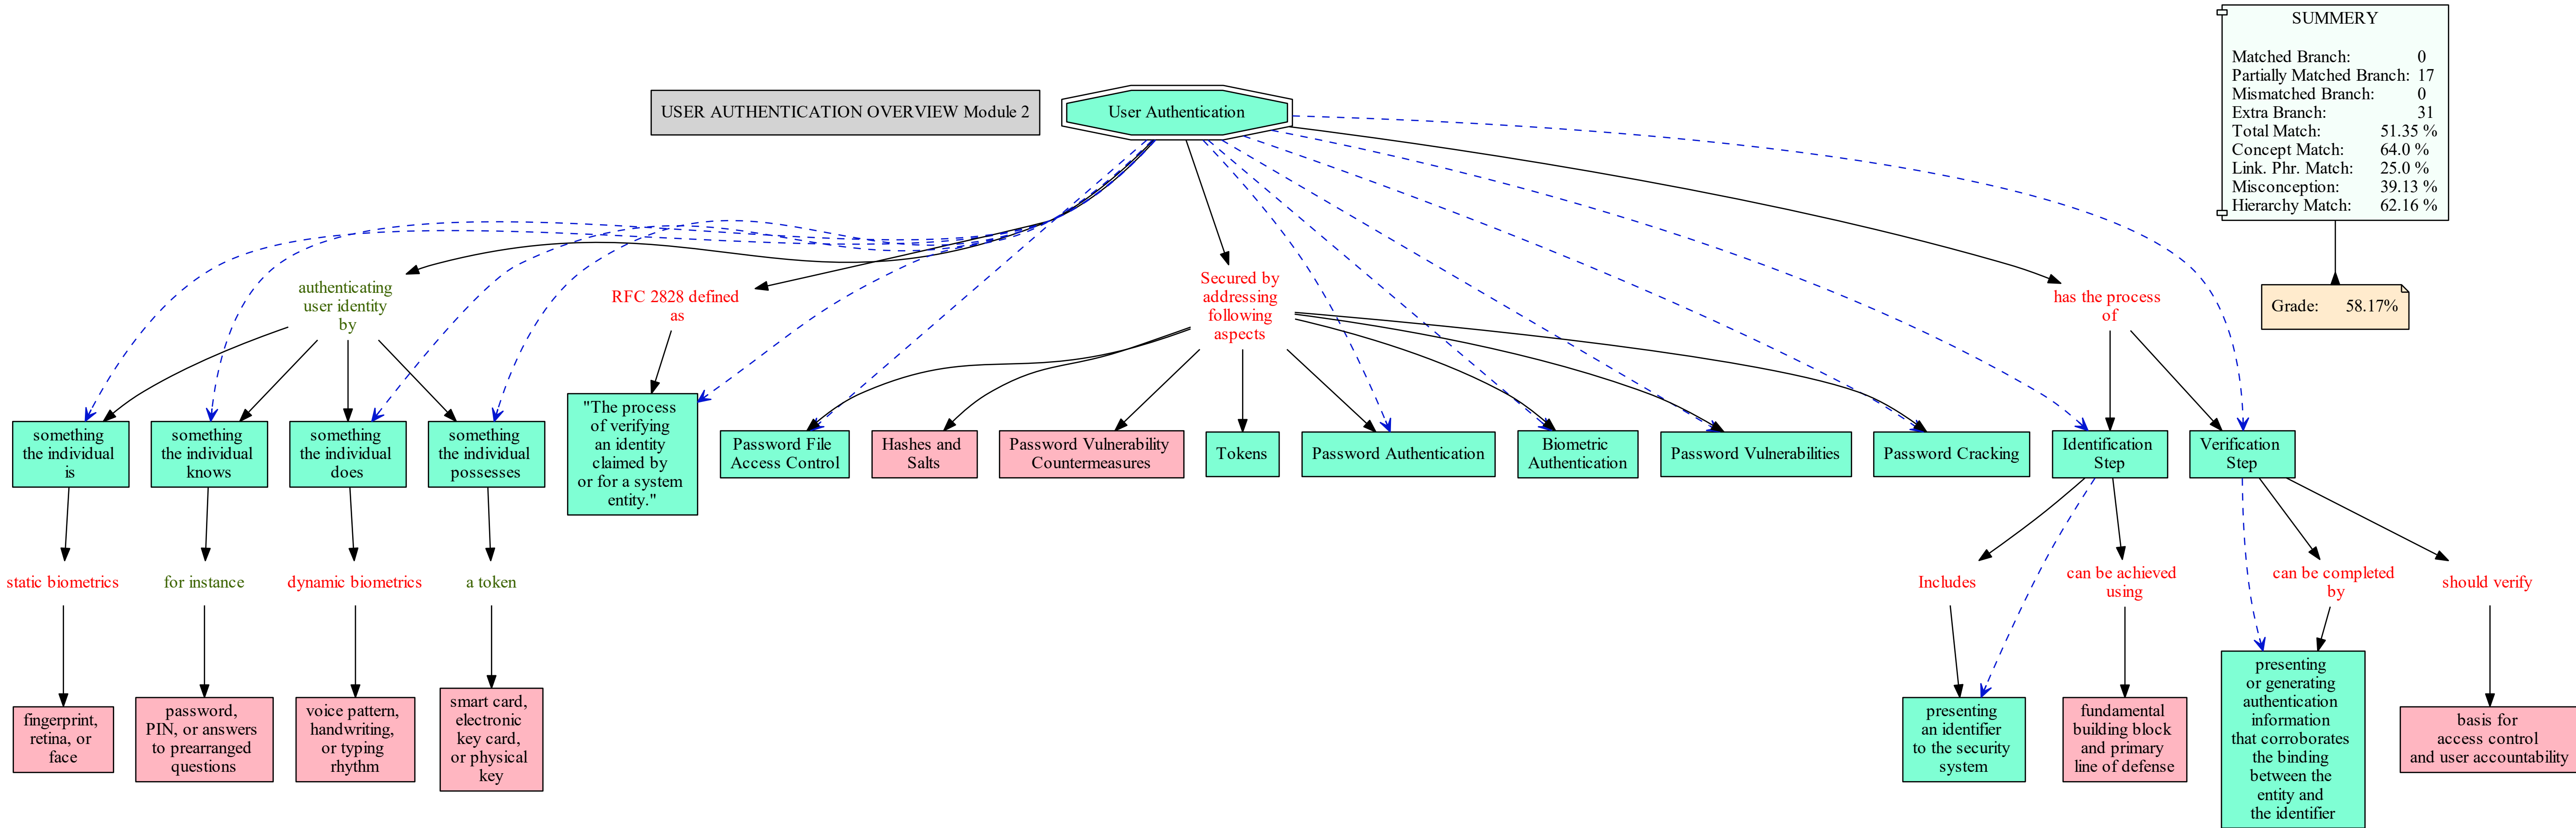 SUMMERY
Matched Branch: 0
Partially Matched Branch: 17
Mismatched Branch: 0
Extra Branch: 31
Total Match: 51.35 %
Concept Match: 64.0 %
Link. Phr. Match: 25.0 %
Misconception: 39.13 %
Hierarchy Match: 62.16 %
USER AUTHENTICATION OVERVIEW Module 2
User Authentication
Grade: 58.17%
authenticating
user identity
by
RFC 2828 defined
as
Secured by
addressing
following
aspects
has the process
of
something
the individual
is
something
the individual
knows
something
the individual
does
something
the individual
possesses
"The process
of verifying
an identity
claimed by
or for a system
entity."
Password File
Access Control
Hashes and
Salts
Password Vulnerability
Countermeasures
Tokens
Password Authentication
Biometric
Authentication
Password Vulnerabilities
Password Cracking
Identification
Step
Verification
Step
static biometrics
for instance
dynamic biometrics
a token
Includes
can be achieved
using
can be completed
by
should verify
fingerprint,
retina, or
face
password,
PIN, or answers
to prearranged
questions
voice pattern,
handwriting,
or typing
rhythm
smart card,
electronic
key card,
or physical
key
presenting
an identifier
to the security
system
fundamental
building block
and primary
line of defense
presenting
or generating
authentication
information
that corroborates
the binding
between the
entity and
the identifier
basis for
access control
and user accountability